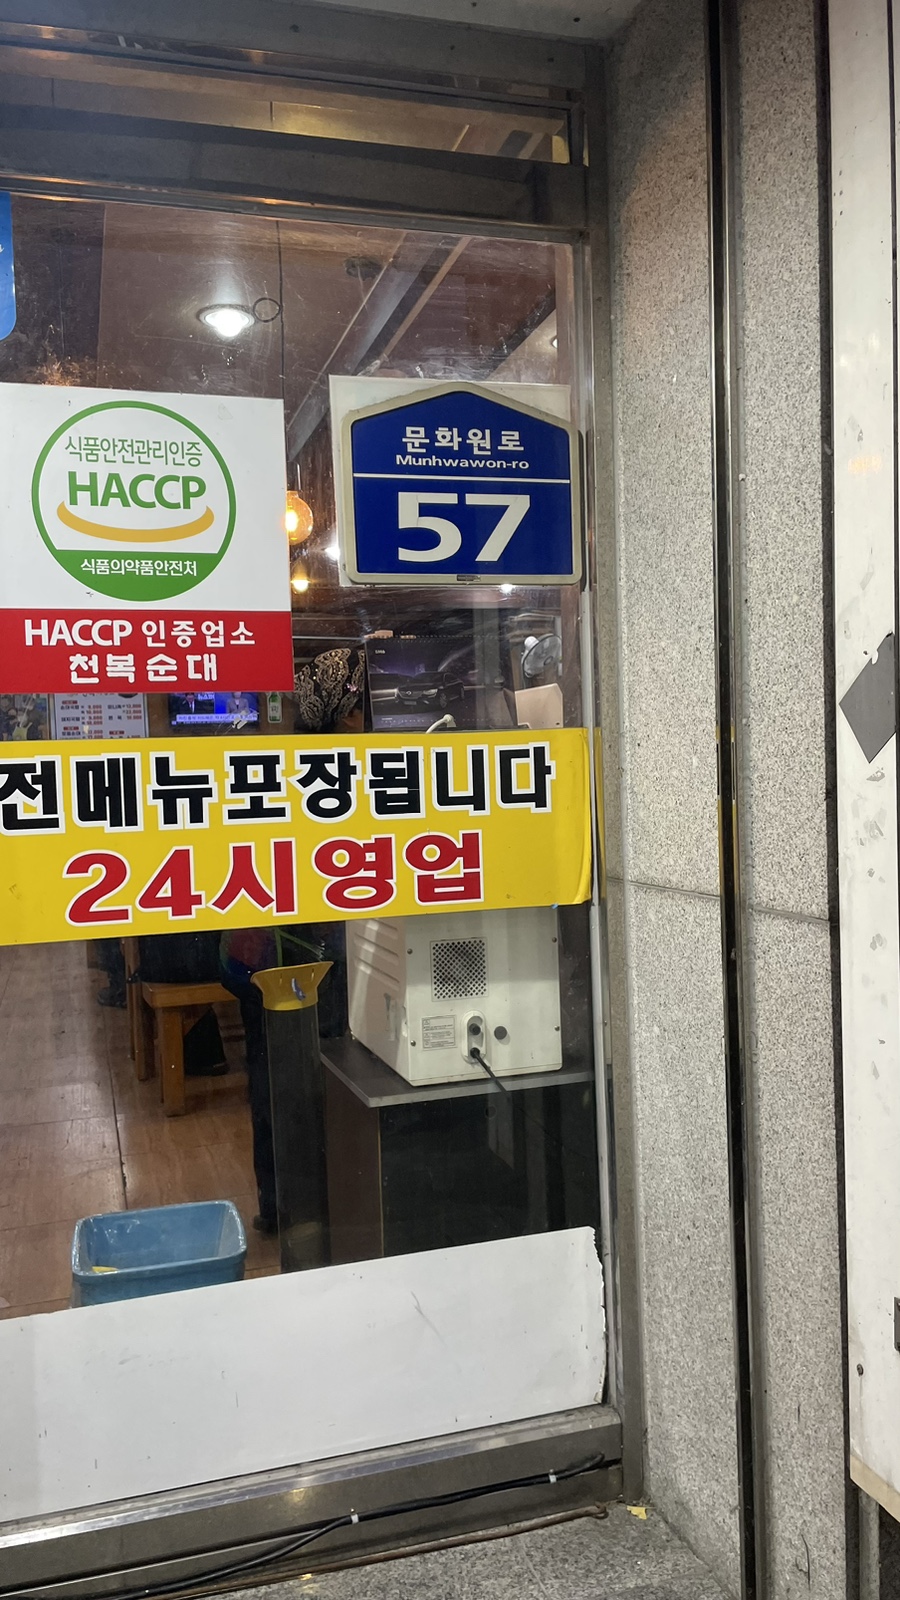 식품안전관리인증
HACCP
식품의약품안전처
HACCP 인증업소
천복순대
문화원로
Munhwawon-ro
57
전메뉴포장됩니다
24시영업